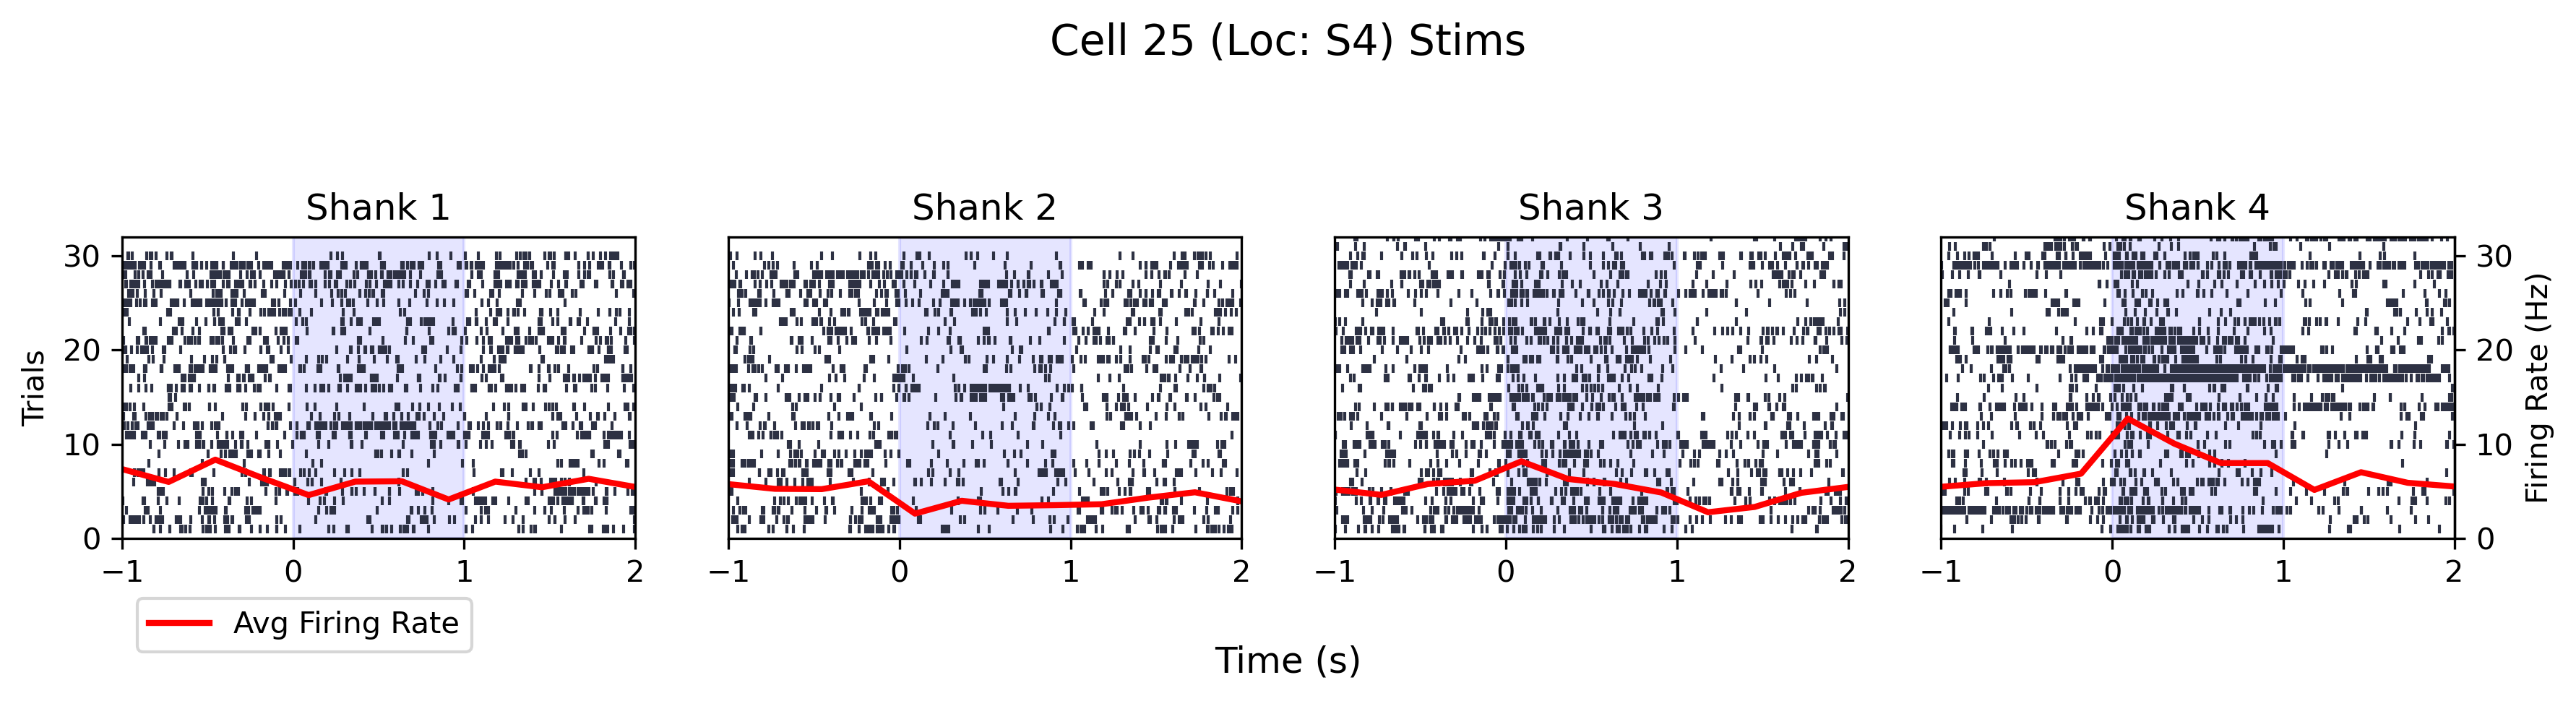 Cell 25 (Loc: S4) Stims
Shank 1
Shank 2
Shank 3
Shank 4
Trials
30
20
10
0
−1
0
1
2
−1
0
1
2
−1
0
1
2
−1
0
1
2
30
20
10
0
Firing Rate (Hz)
Avg Firing Rate
Time (s)